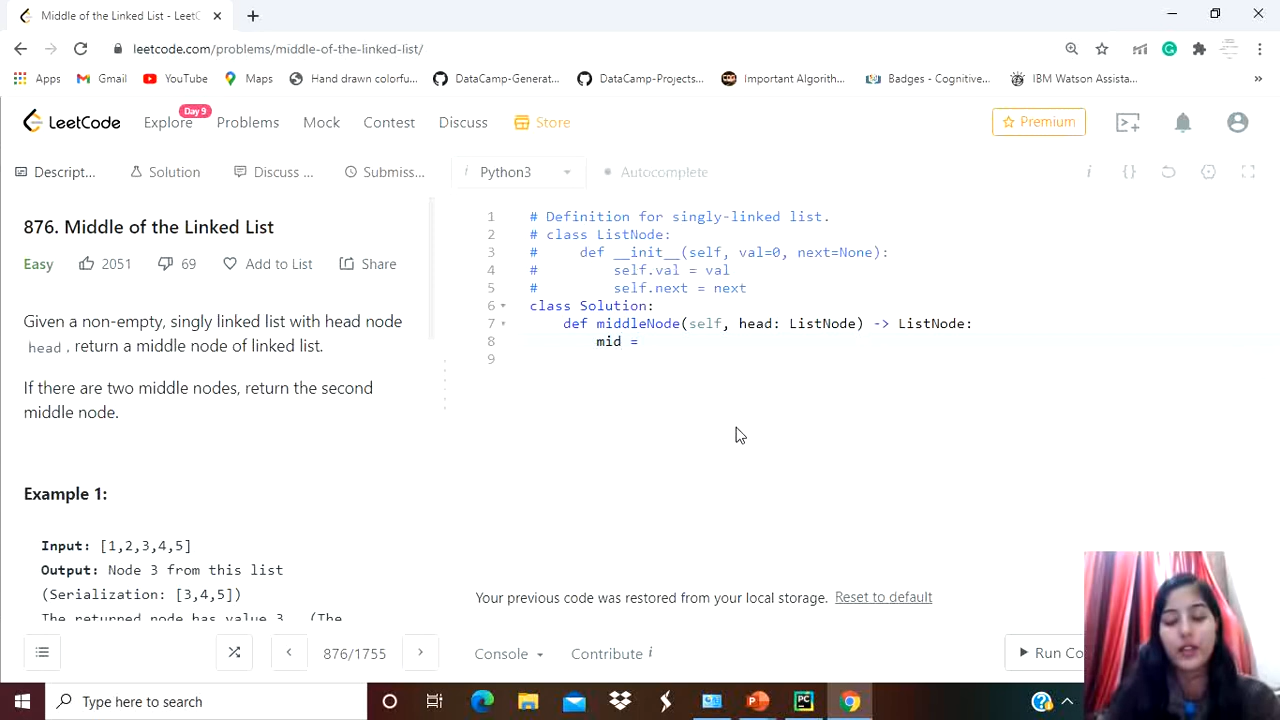 Middle of the Linked List - LeetC
leetcode.com/problems/middle-of-the-linked-list/
Apps Gmail YouTube Maps Hand drawn colorfu... DataCamp-Generat... DataCamp-Projects... Important Algorith... Badges - Cognitive... IBM Watson Assista... »
LeetCode Explore Day 9 Problems Mock Contest Discuss Store Premium
Descript... Solution Discuss ... Submiss... i Python3 Autocomplete i {}
876. Middle of the Linked List
Easy 2051 69 Add to List Share
Given a non-empty, singly linked list with head node
head, return a middle node of linked list.
If there are two middle nodes, return the second
middle node.
Example 1:
Input: [1,2,3,4,5]
Output: Node 3 from this list
(Serialization: [3,4,5])
The returned node has value 3. (The
1 # Definition for singly-linked list.
2 # class ListNode:
3 #     def __init__(self, val=0, next=None):
4 #         self.val = val
5 #         self.next = next
6 class Solution:
7     def middleNode(self, head: ListNode) -> ListNode:
8         mid =
9
Your previous code was restored from your local storage. Reset to default
876/1755 Console Contribute i Run Co
Type here to search